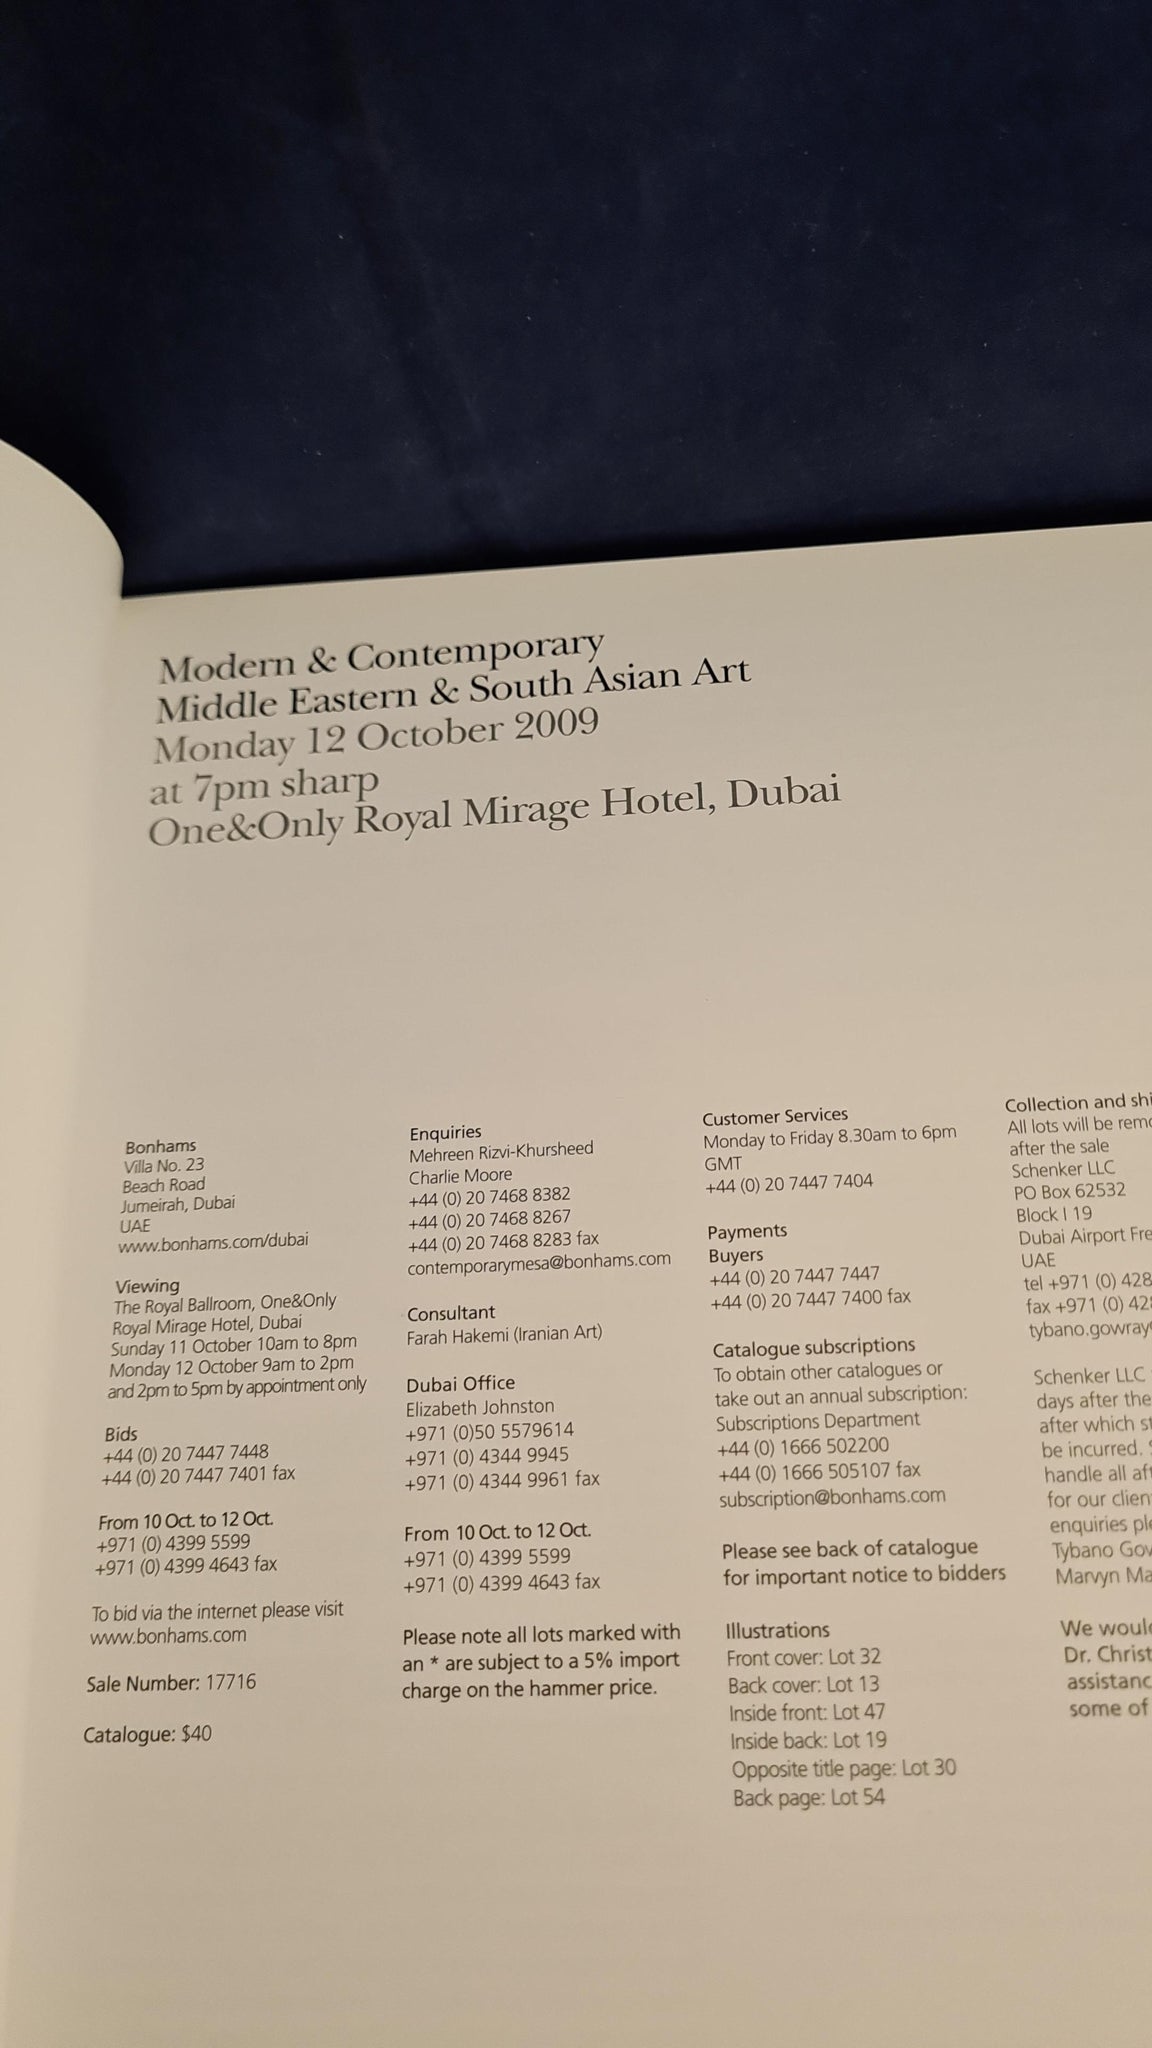 Modern & Contemporary
Middle Eastern & South Asian Art
Monday 12 October 2009
at 7pm sharp
One&Only Royal Mirage Hotel, Dubai
Bonhams
Villa No. 23
Beach Road
Jumeirah, Dubai
UAE
www.bonhams.com/dubai
Viewing
The Royal Ballroom, One&Only
Royal Mirage Hotel, Dubai
Sunday 11 October 10am to 8pm
Monday 12 October 9am to 2pm
and 2pm to 5pm by appointment only
Bids
+44 (0) 20 7447 7448
+44 (0) 20 7447 7401 fax
From 10 Oct. to 12 Oct.
+971 (0) 4399 5599
+971 (0) 4399 4643 fax
To bid via the internet please visit
www.bonhams.com
Sale Number: 17716
Catalogue: $40
Enquiries
Mehreen Rizvi-Khursheed
Charlie Moore
+44 (0) 20 7468 8382
+44 (0) 20 7468 8267
+44 (0) 20 7468 8283 fax
contemporarymesa@bonhams.com
Consultant
Farah Hakemi (Iranian Art)
Dubai Office
Elizabeth Johnston
+971 (0)50 5579614
+971 (0) 4344 9945
+971 (0) 4344 9961 fax
From 10 Oct. to 12 Oct.
+971 (0) 4399 5599
+971 (0) 4399 4643 fax
Please note all lots marked with
an * are subject to a 5% import
charge on the hammer price.
Customer Services
Monday to Friday 8.30am to 6pm
GMT
+44 (0) 20 7447 7404
Payments
Buyers
+44 (0) 20 7447 7447
+44 (0) 20 7447 7400 fax
Catalogue subscriptions
To obtain other catalogues or
take out an annual subscription:
Subscriptions Department
+44 (0) 1666 502200
+44 (0) 1666 505107 fax
subscription@bonhams.com
Please see back of catalogue
for important notice to bidders
Illustrations
Front cover: Lot 32
Back cover: Lot 13
Inside front: Lot 47
Inside back: Lot 19
Opposite title page: Lot 30
Back page: Lot 54
Collection and
All lots will be
after the sale
Schenker LLC
PO Box 62532
Block I 19
Dubai Airport
UAE
tel +971 (0)
fax +971 (0)
Schenker LLC
days after the
after which
be incurred.
handle all
for our
enquiries
Tybano
Marvyn
We
Dr.
some of